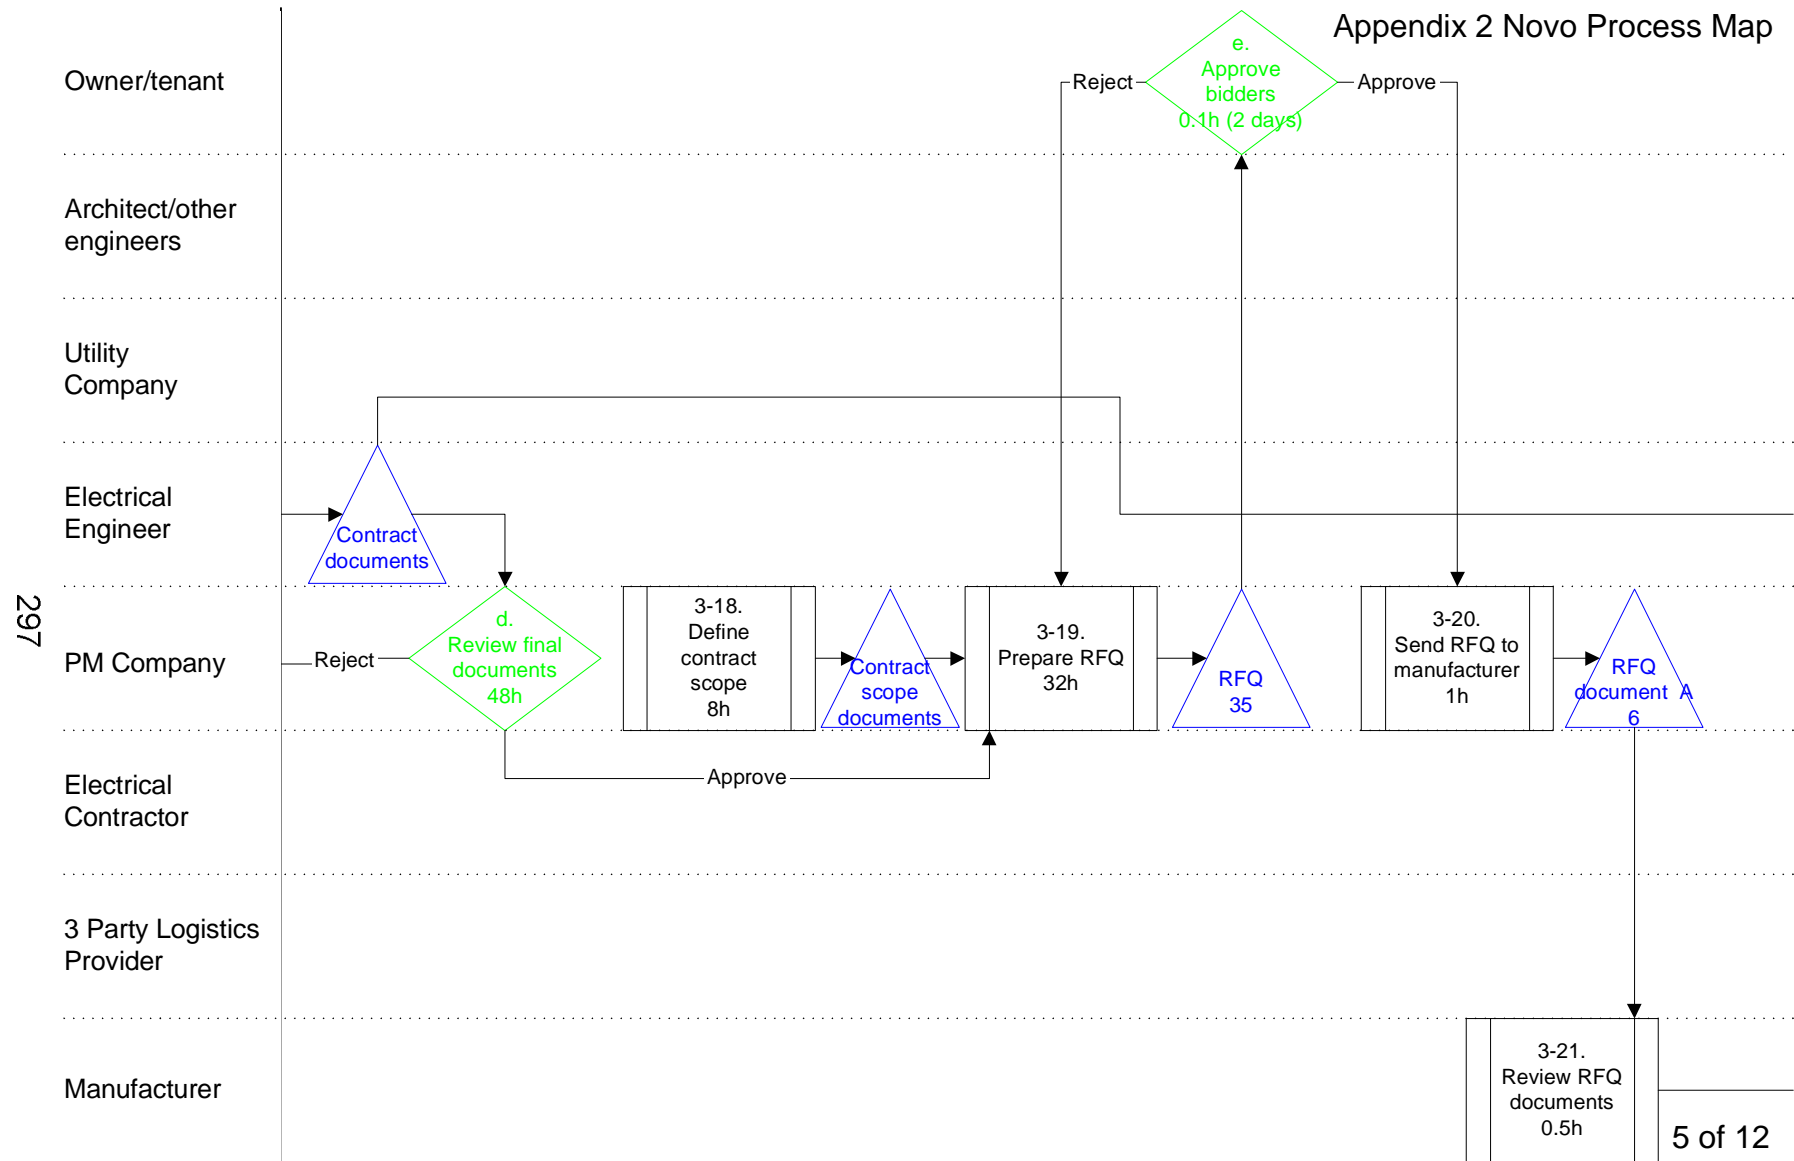 Appendix 2 Novo Process Map
Owner/tenant
Reject
e.
Approve
bidders
0.1h (2 days)
Approve
Architect/other
engineers
Utility
Company
Electrical
Engineer
Contract
documents
297
PM Company
Reject
d.
Review final
documents
48h
3-18.
Define
contract
scope
8h
Contract
scope
documents
3-19.
Prepare RFQ
32h
RFQ
35
3-20.
Send RFQ to
manufacturer
1h
RFQ
document A
6
Electrical
Contractor
Approve
3 Party Logistics
Provider
Manufacturer
3-21.
Review RFQ
documents
0.5h
5 of 12